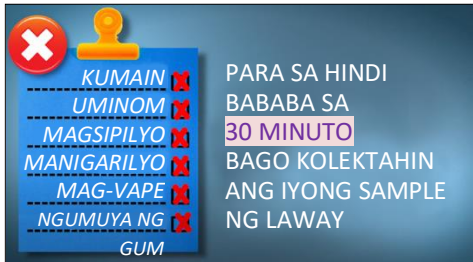 KUMAIN
UMINOM
MAGSIPILYO
MANIGARILYO
MAG-VAPE
NGUMUYA NG
GUM
PARA SA HINDI
BABABA SA
30 MINUTO
BAGO KOLEKTAHIN
ANG IYONG SAMPLE
NG LAWAY